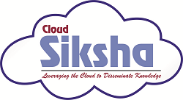 Cloud
Siksha
Leveraging the Cloud to Disseminate Knowledge